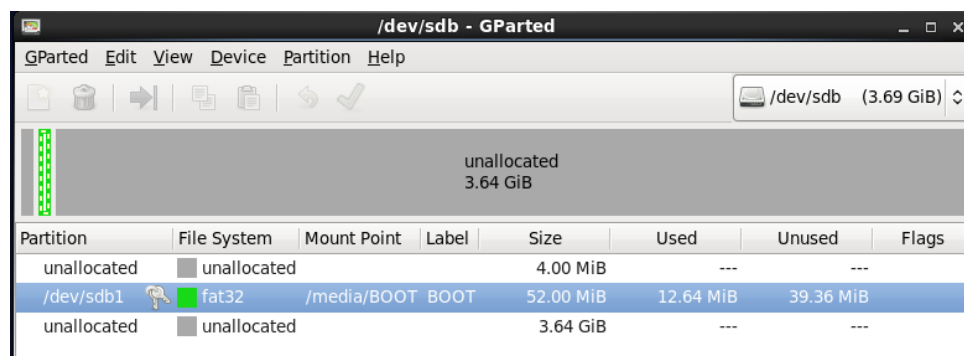 /dev/sdb - GParted
GParted Edit View Device Partition Help
/dev/sdb (3.69 GiB)
unallocated
3.64 GiB
Partition File System Mount Point Label Size Used Unused Flags
unallocated unallocated 4.00 MiB --- ---
/dev/sdb1 fat32 /media/BOOT BOOT 52.00 MiB 12.64 MiB 39.36 MiB
unallocated unallocated 3.64 GiB --- ---